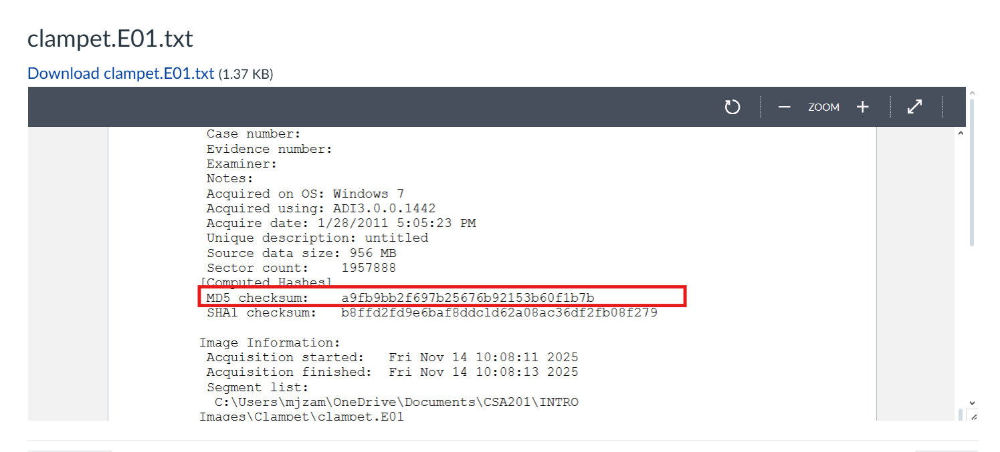 clampet.E01.txt
Download clampet.E01.txt (1.37 KB)
ZOOM
Case number:
Evidence number:
Examiner:
Notes:
Acquired on OS: Windows 7
Acquired using: ADI3.0.0.1442
Acquire date: 1/28/2011 5:05:23 PM
Unique description: untitled
Source data size: 956 MB
Sector count: 1957888
[Computed Hashes]
MD5 checksum: a9fb9bb2f697b25676b92153b60f1b7b
SHA1 checksum: b8ffd2fd9e6baf8ddc1d62a08ac36df2fb08f279
Image Information:
Acquisition started: Fri Nov 14 10:08:11 2025
Acquisition finished: Fri Nov 14 10:08:13 2025
Segment list:
C:\Users\mjzam\OneDrive\Documents\CSA201\INTRO
Images\Clampet\clampet.E01